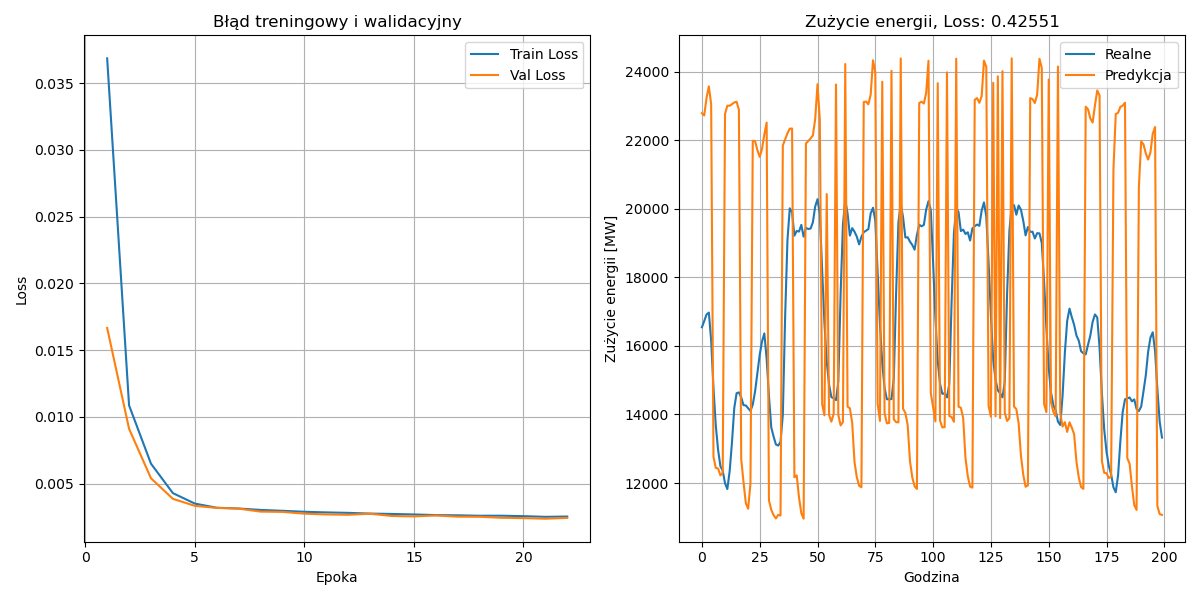 Błąd treningowy i walidacyjny
Train Loss
Val Loss
0.035
0.030
0.025
0.020
0.015
0.010
0.005
Loss
0
5
10
15
20
Epoka
Zużycie energii, Loss: 0.42551
Realne
Predykcja
24000
22000
20000
18000
16000
14000
12000
Zużycie energii [MW]
0
25
50
75
100
125
150
175
200
Godzina